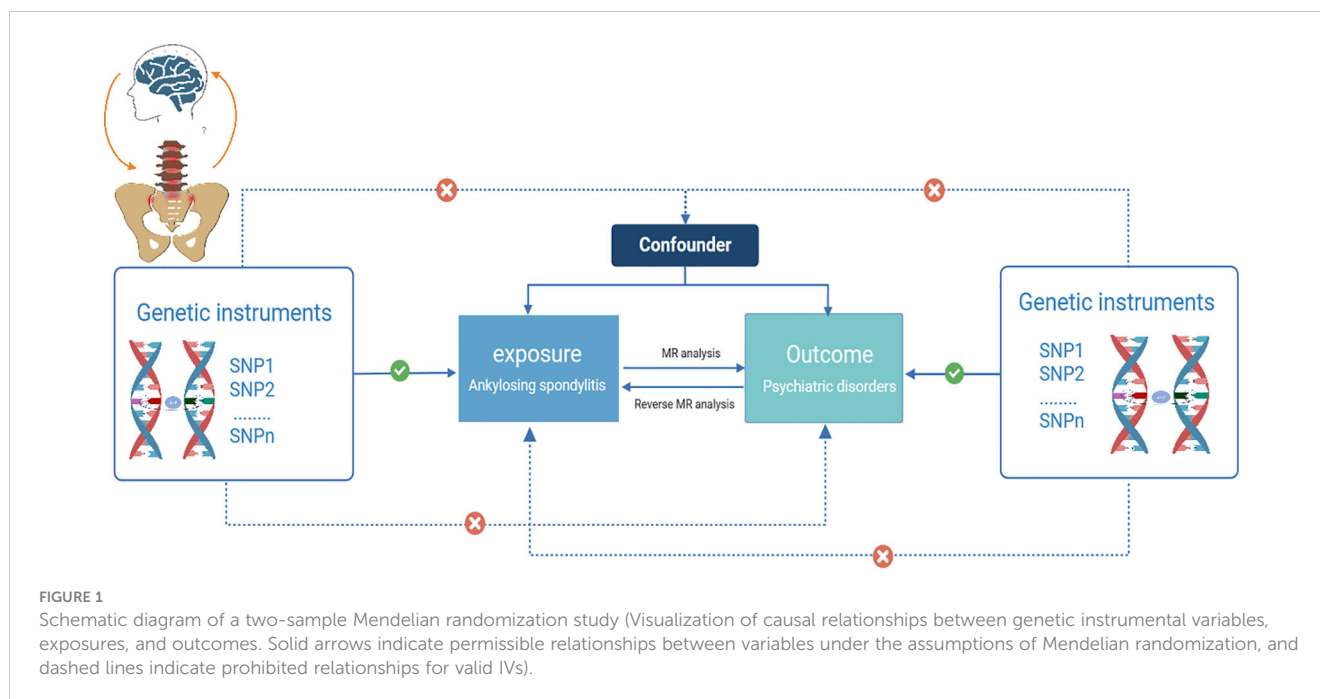 ?
Confounder
Genetic instruments
SNP1
SNP2
........
SNPn
exposure
Ankylosing spondylitis
MR analysis
Reverse MR analysis
Outcome
Psychiatric disorders
Genetic instruments
SNP1
SNP2
........
SNPn
FIGURE 1
Schematic diagram of a two-sample Mendelian randomization study (Visualization of causal relationships between genetic instrumental variables,
exposures, and outcomes. Solid arrows indicate permissible relationships between variables under the assumptions of Mendelian randomization, and
dashed lines indicate prohibited relationships for valid IVs).